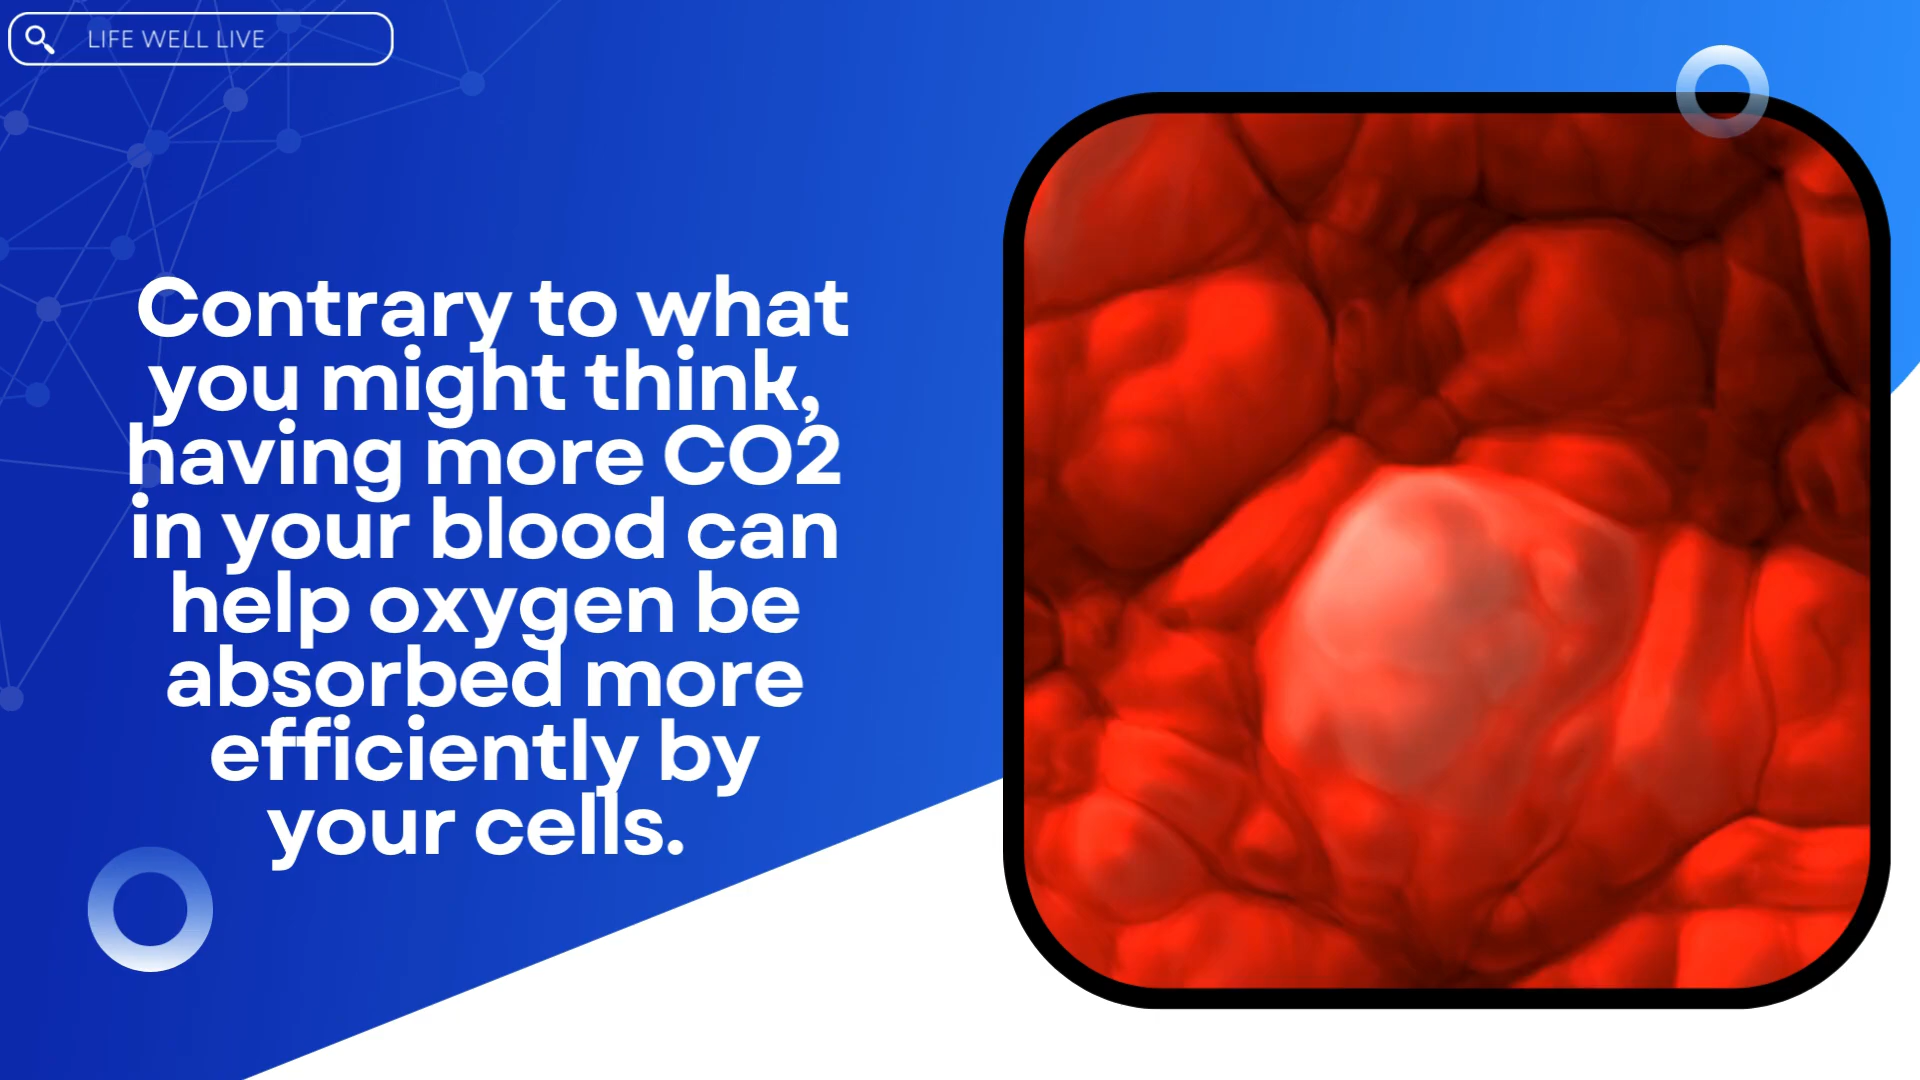 LIFE WELL LIVE
Contrary to what
you might think,
having more CO2
in your blood can
help oxygen be
absorbed more
efficiently by
your cells.